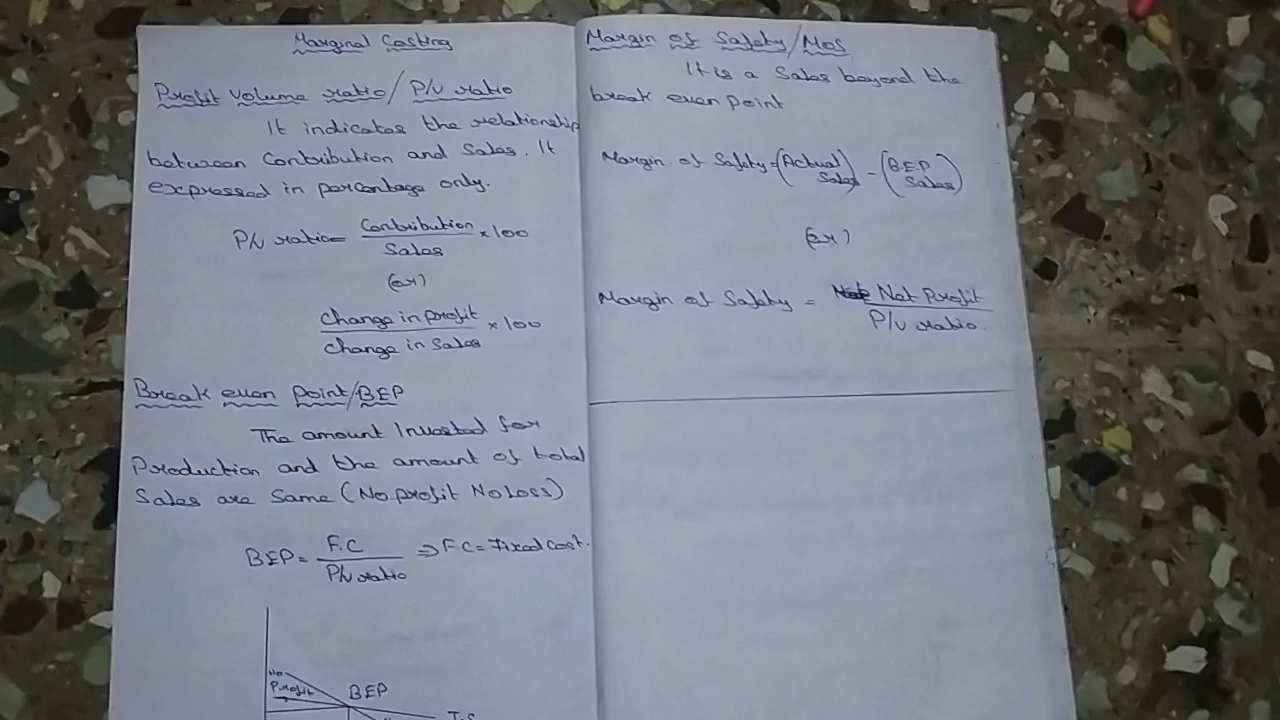 Marginal Costing
Profit Volume ratio / P/V ratio
It indicates the relationship
between Contribution and Sales. It
expressed in percentage only.
P/V ratio = Contribution / Sales × 100
(or)
Change in profit / Change in Sales × 100
Break even Point/BEP
The amount Invested for
Production and the amount of total
Sales are Same (No profit No Loss)
BEP = F.C / P/V ratio ⇒ F.C = Fixed Cost.
No
Profit
BEP
T.S
Margin of Safety/MOS
It is a Sales beyond the
break even point
Margin of Safety = (Actual Sales) - (B.E.P Sales)
(or)
Margin of Safety = Net Profit / P/V ratio.